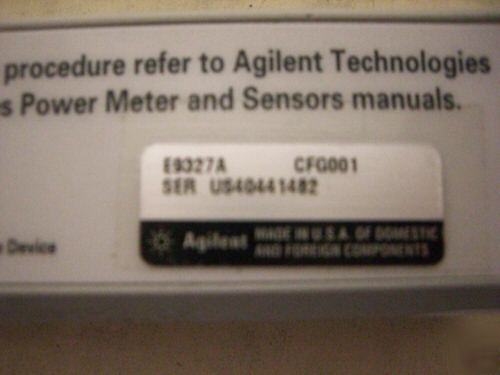 procedure refer to Agilent Technologies
s Power Meter and Sensors manuals.
E9327A CFG001
SER US40441482
Device
Agilent MADE IN U.S.A. OF DOMESTIC
AND FOREIGN COMPONENTS